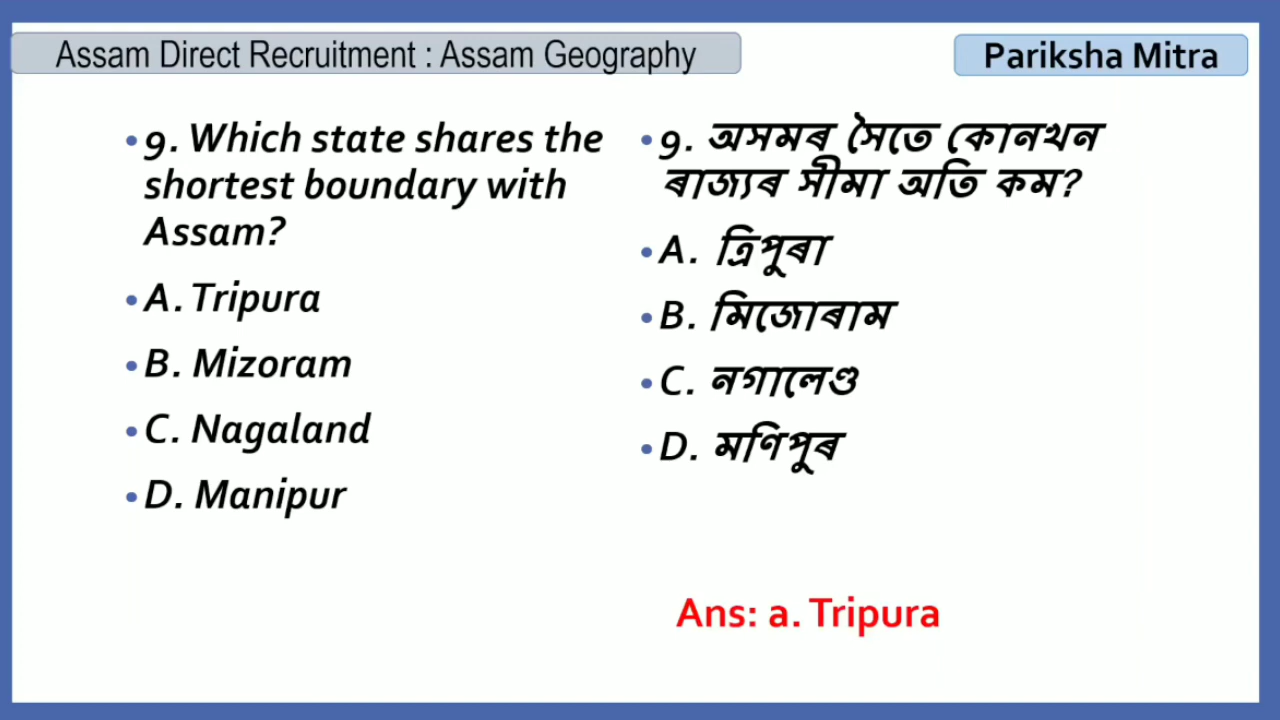 Assam Direct Recruitment : Assam Geography
Pariksha Mitra
• 9. Which state shares the
shortest boundary with
Assam?
• A. Tripura
• B. Mizoram
• C. Nagaland
• D. Manipur
• 9. অসমৰ সৈতে কোনখন
ৰাজ্যৰ সীমা অতি কম?
• A. ত্ৰিপুৰা
• B. মিজোৰাম
• C. নগালেণ্ড
• D. মণিপুৰ
Ans: a. Tripura